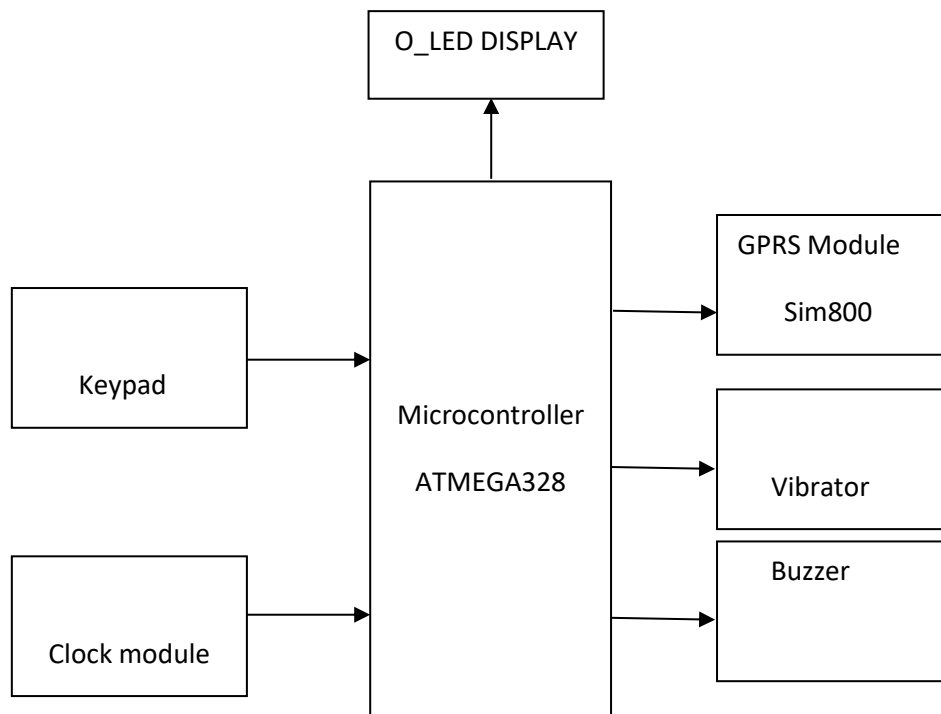 O_LED DISPLAY
GPRS Module
Sim800
Keypad
Microcontroller
ATMEGA328
Vibrator
Buzzer
Clock module